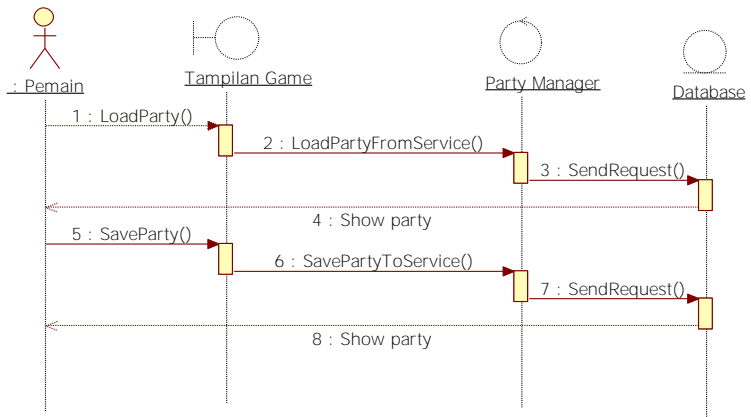 : Pemain
Tampilan Game
Party Manager
Database
1 : LoadParty()
2 : LoadPartyFromService()
3 : SendRequest()
4 : Show party
5 : SaveParty()
6 : SavePartyToService()
7 : SendRequest()
8 : Show party